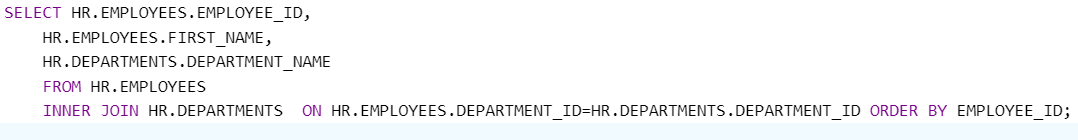 SELECT HR.EMPLOYEES.EMPLOYEE_ID,
HR.EMPLOYEES.FIRST_NAME,
HR.DEPARTMENTS.DEPARTMENT_NAME
FROM HR.EMPLOYEES
INNER JOIN HR.DEPARTMENTS  ON HR.EMPLOYEES.DEPARTMENT_ID=HR.DEPARTMENTS.DEPARTMENT_ID ORDER BY EMPLOYEE_ID;